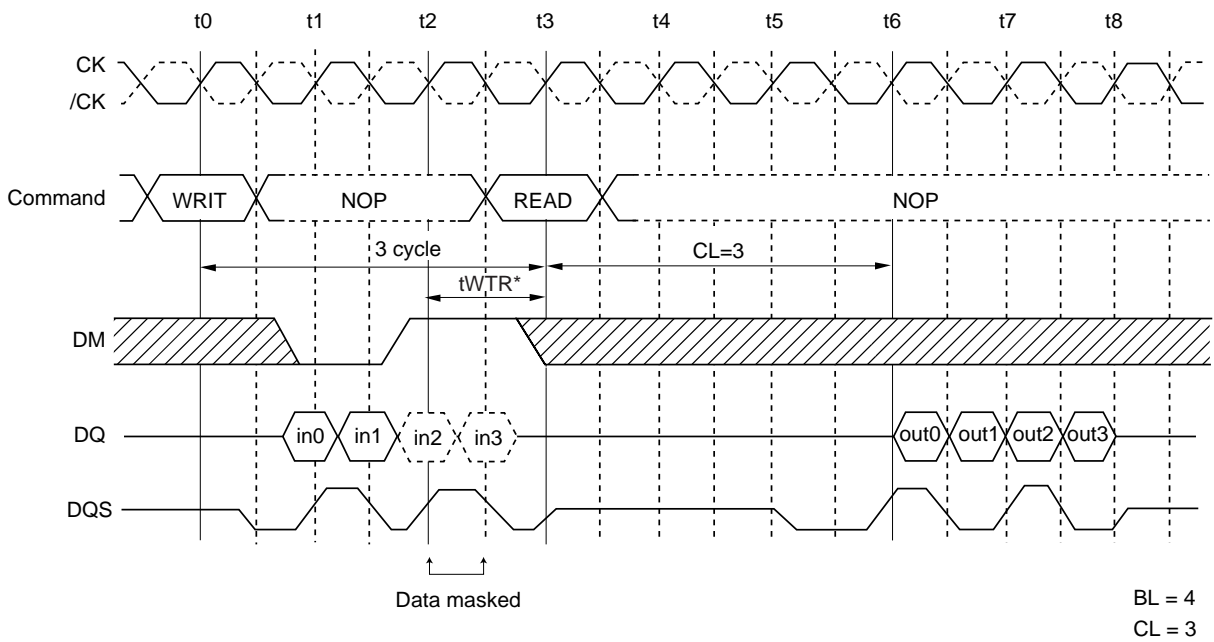 t0 t1 t2 t3 t4 t5 t6 t7 t8
CK
/CK
Command WRIT NOP READ NOP
3 cycle CL=3
tWTR*
DM
DQ in0 in1 in2 in3 out0 out1 out2 out3
DQS
Data masked
BL = 4
CL = 3